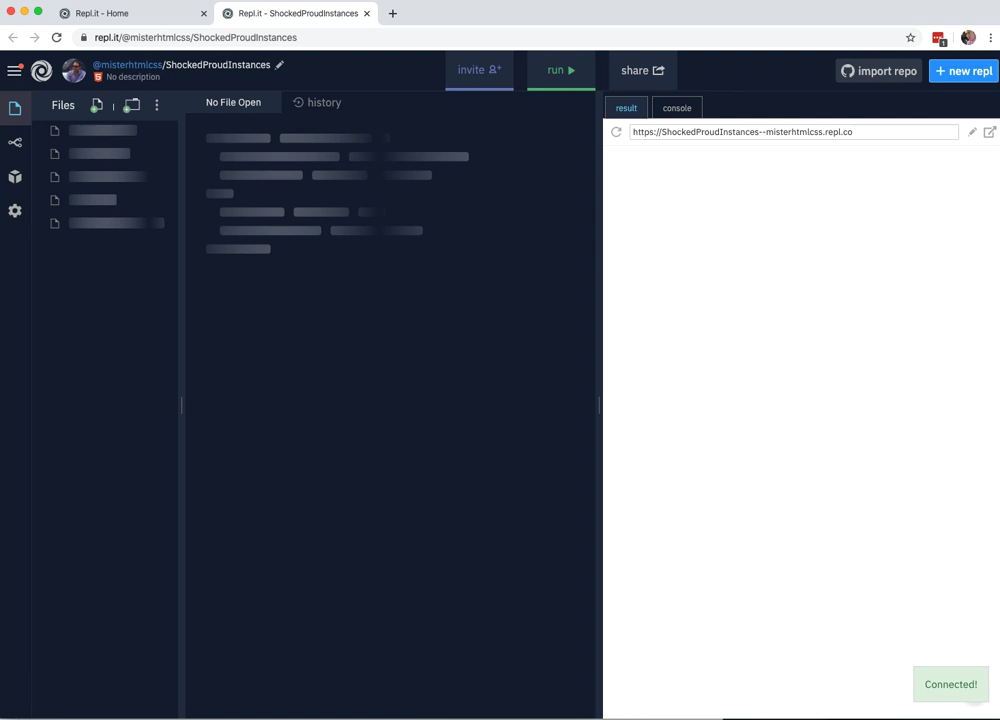 Repl.it - Home
Repl.it - ShockedProudInstances
repl.it/@misterhtmlcss/ShockedProudInstances
1
@misterhtmlcss/ShockedProudInstances
No description
invite
run
share
import repo
+ new repl
Files
No File Open
history
result
console
https://ShockedProudInstances--misterhtmlcss.repl.co
Connected!